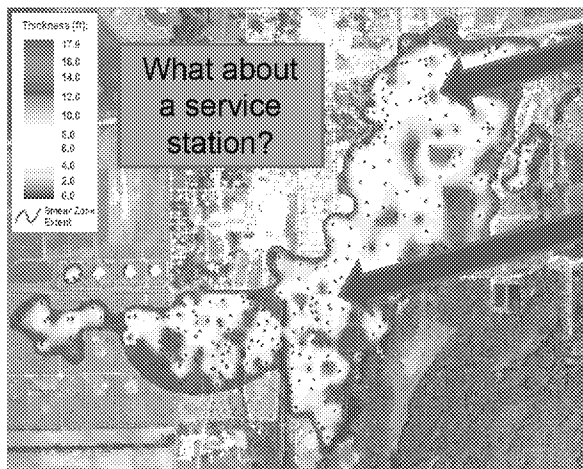 Thickness (ft)
17.9
16.0
14.0
12.0
10.0
8.0
6.0
4.0
2.0
0.0
Smear Zone
Extent
What about
a service
station?